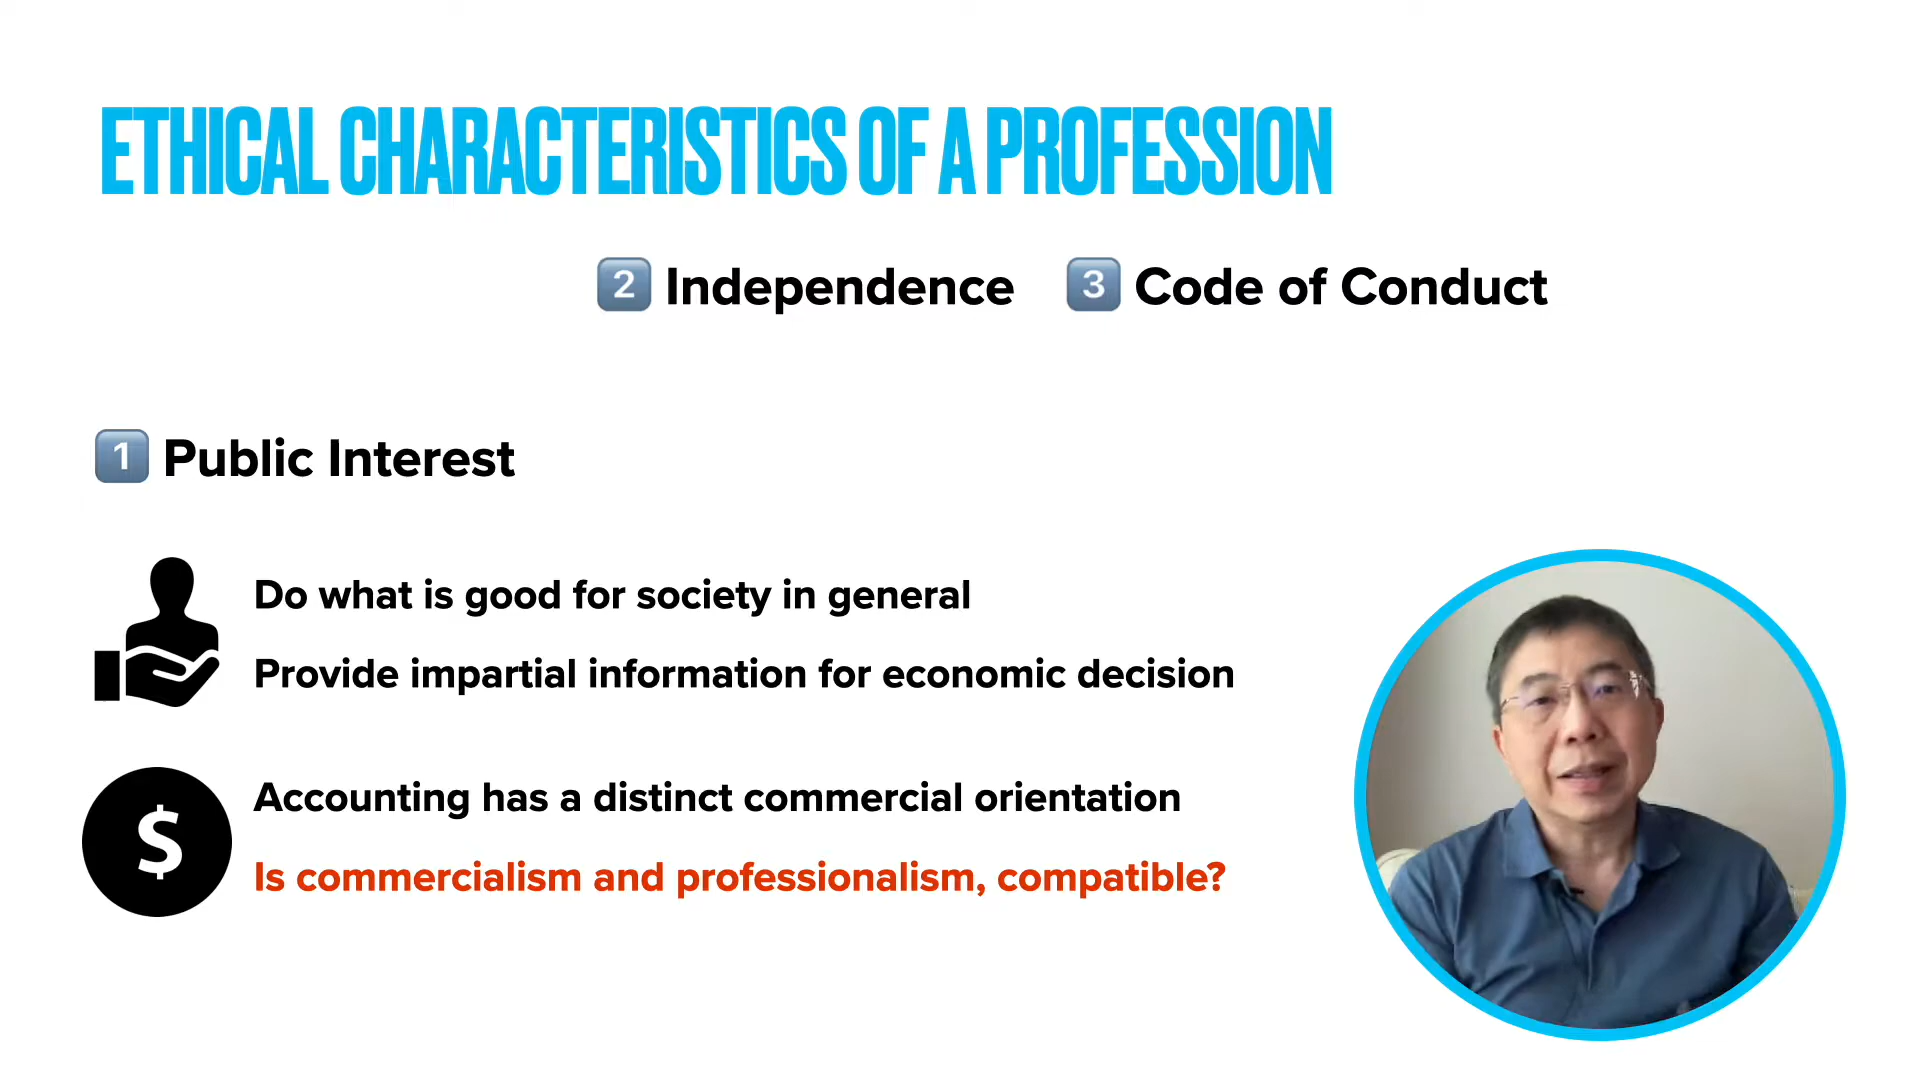 ETHICAL CHARACTERISTICS OF A PROFESSION
2 Independence
3 Code of Conduct
1 Public Interest
Do what is good for society in general
Provide impartial information for economic decision
$
Accounting has a distinct commercial orientation
Is commercialism and professionalism, compatible?